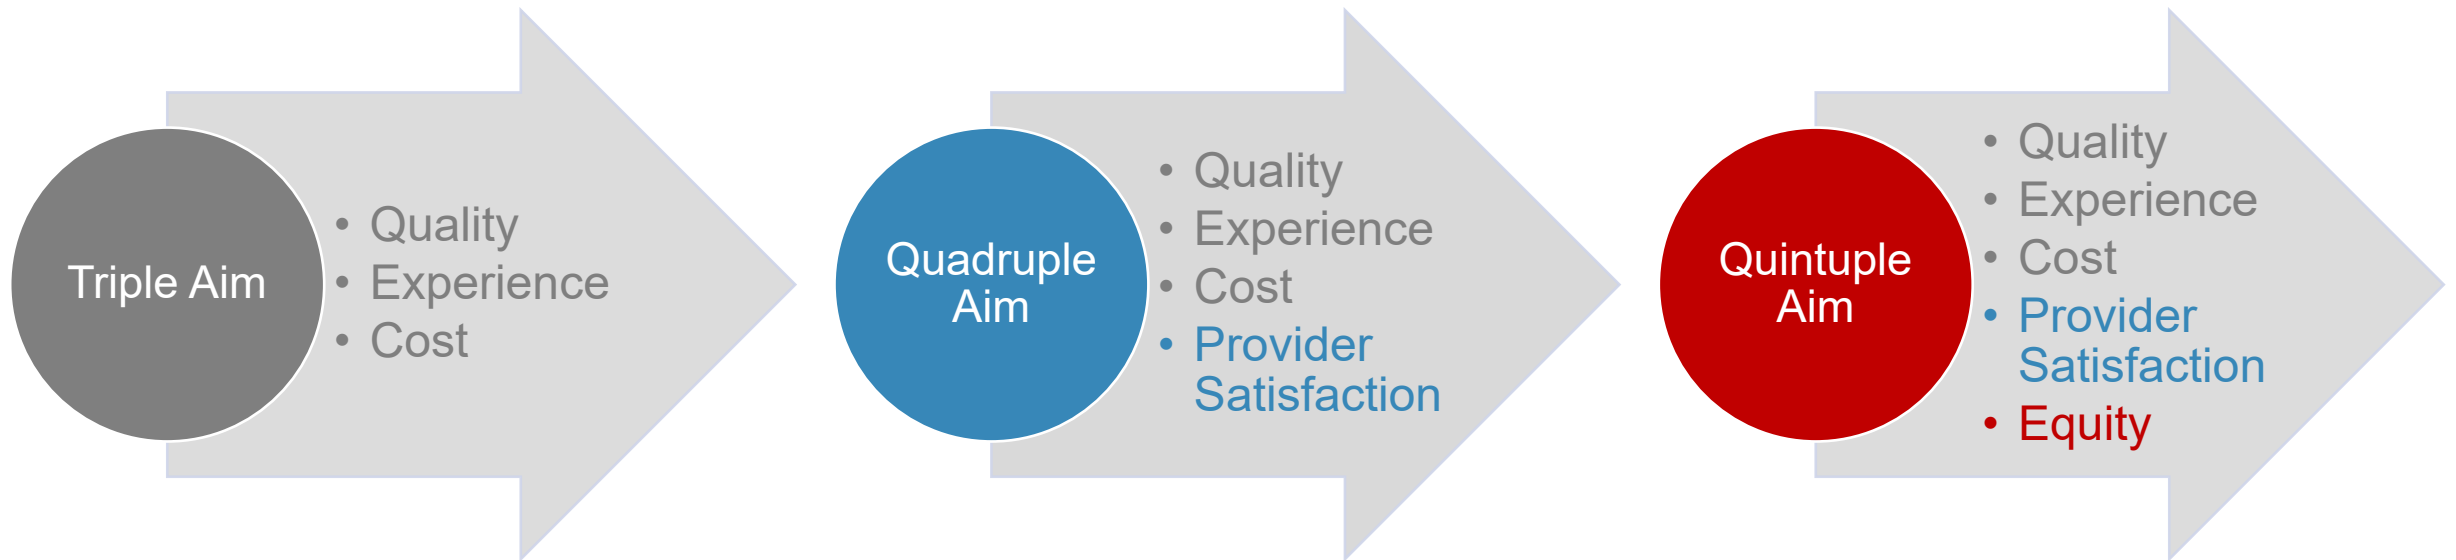 Triple Aim
• Quality
• Experience
• Cost
Quadruple
Aim
• Quality
• Experience
• Cost
• Provider
Satisfaction
Quintuple
Aim
• Quality
• Experience
• Cost
• Provider
Satisfaction
• Equity